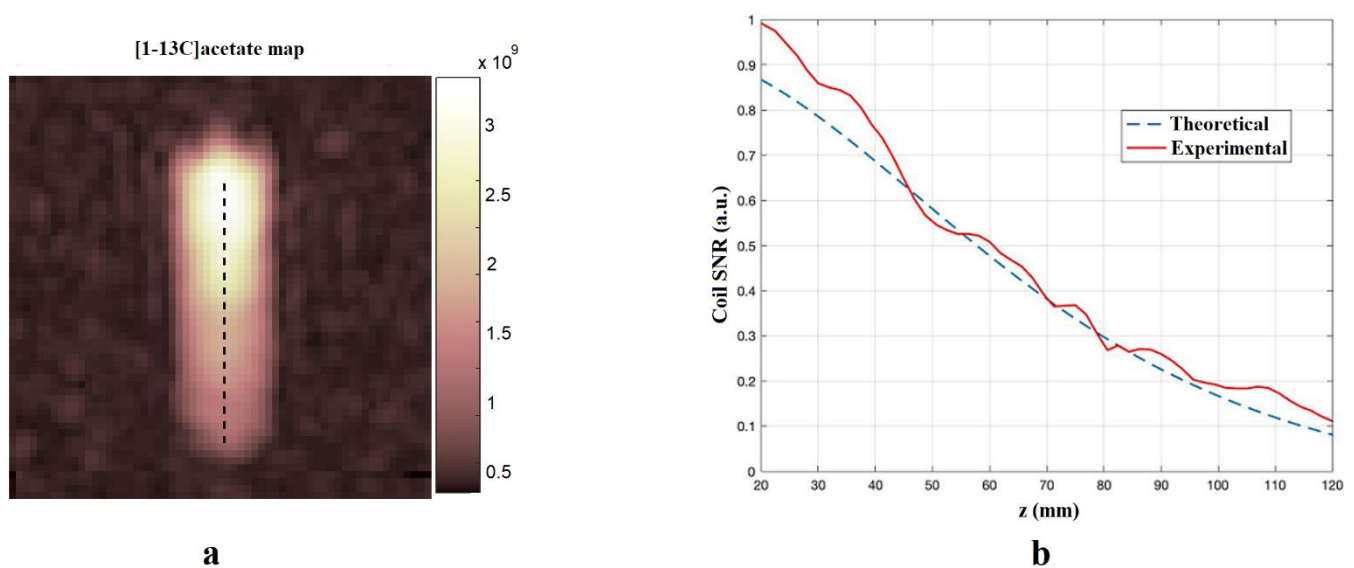 [1-13C]acetate map
x 10^9
3
2.5
2
1.5
1
0.5
a
1
0.9
0.8
0.7
0.6
0.5
0.4
0.3
0.2
0.1
0
Coil SNR (a.u.)
Theoretical
Experimental
20 30 40 50 60 70 80 90 100 110 120
z (mm)
b